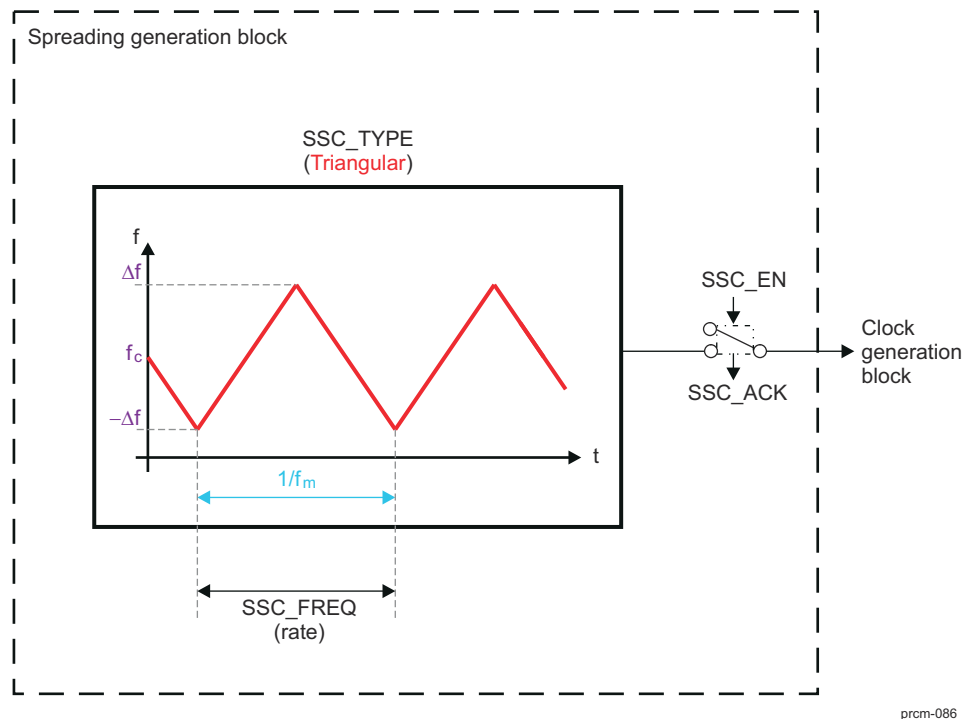 Spreading generation block
SSC_TYPE
(Triangular)
f
Δf
fc
−Δf
t
1/fm
SSC_FREQ
(rate)
SSC_EN
SSC_ACK
Clock
generation
block
prcm-086